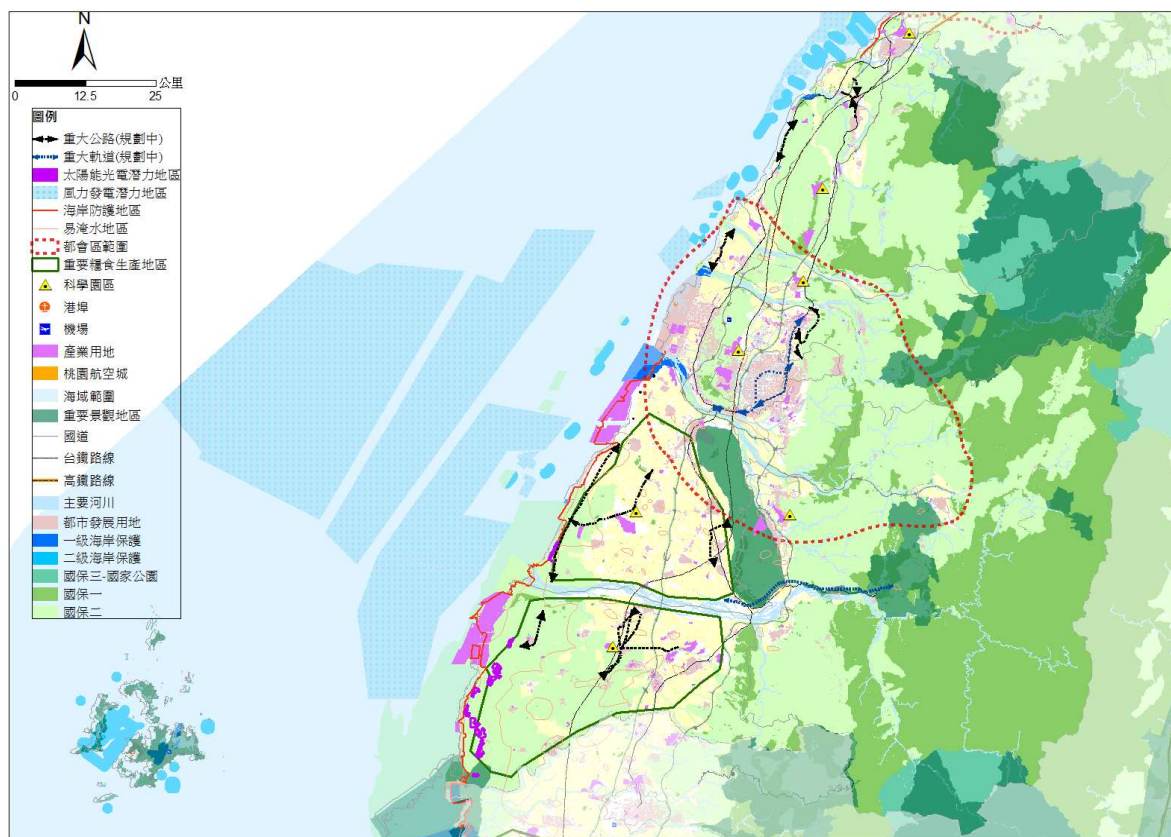 N
公里
0 12.5 25
圖例
重大公路(規劃中)
重大軌道(規劃中)
太陽能光電潛力地區
風力發電潛力地區
海岸防護地區
易淹水地區
都會區範圍
重要糧食生產地區
科學園區
港埠
機場
產業用地
桃園航空城
海域範圍
重要景觀地區
國道
台鐵路線
高鐵路線
主要河川
都市發展用地
一級海岸保護
二級海岸保護
國保三-國家公園
國保一
國保二